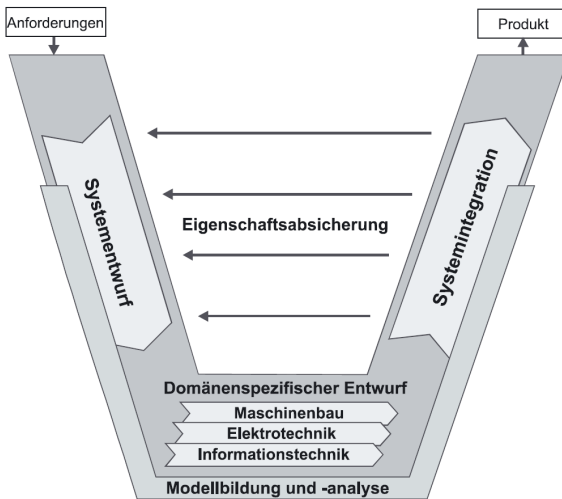 Anforderungen
Produkt
Systementwurf
Systemintegration
Eigenschaftsabsicherung
Domänenspezifischer Entwurf
Maschinenbau
Elektrotechnik
Informationstechnik
Modellbildung und -analyse